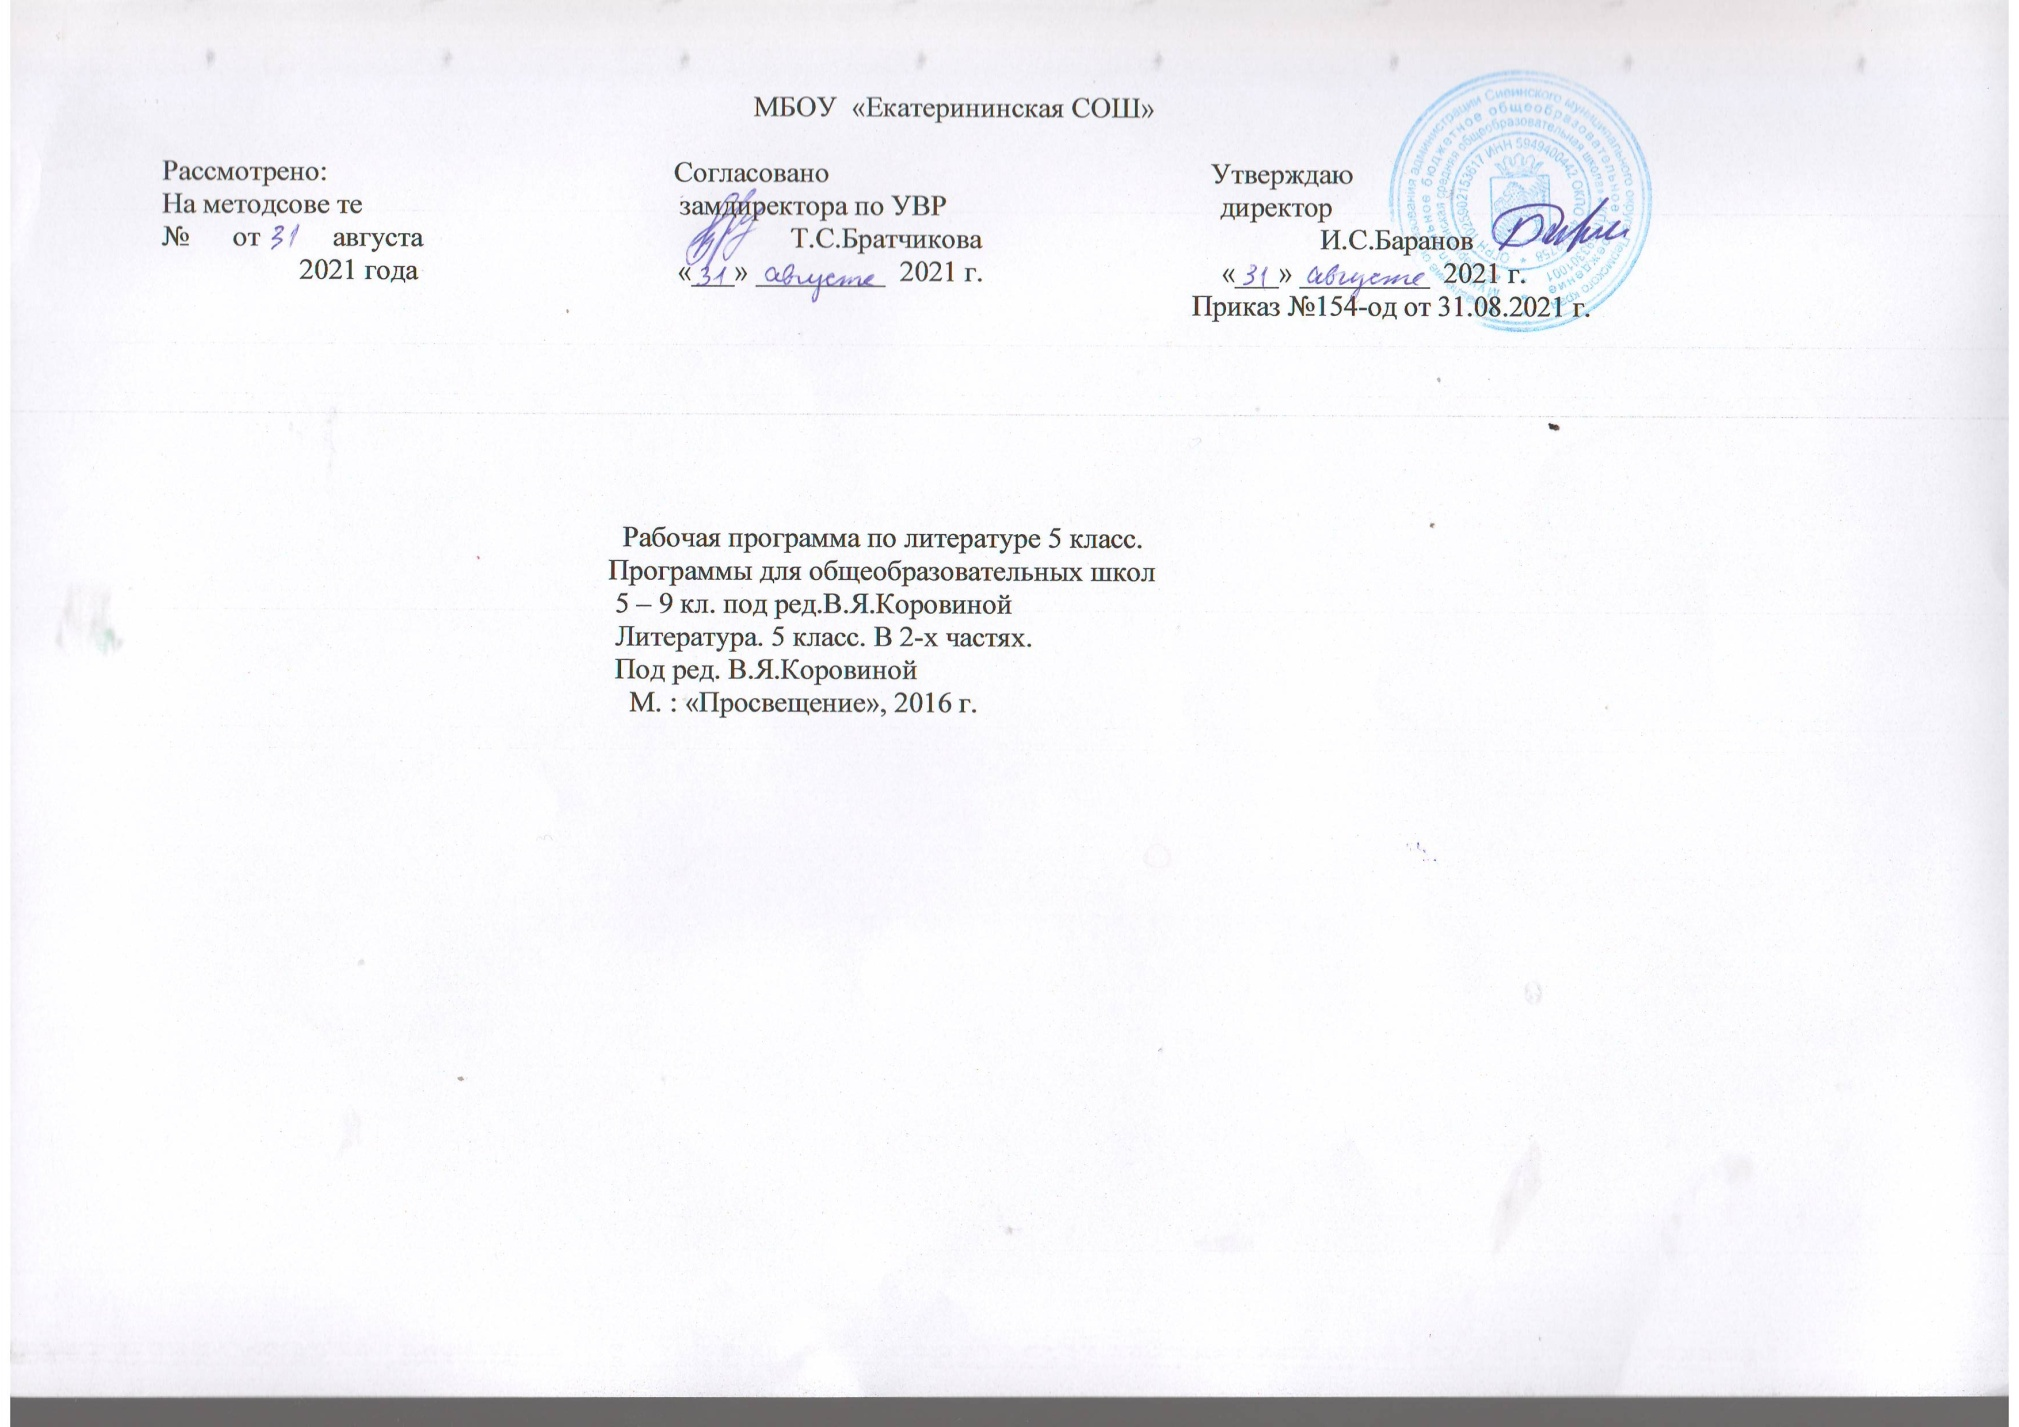 МБОУ «Екатерининская СОШ»
Рассмотрено:
На методсове те
№ от 31 августа
2021 года
Согласовано
замдиректора по УВР
Т.С.Братчикова
«31» августа 2021 г.
Утверждаю
директор
И.С.Баранов
«31» августа 2021 г.
Приказ №154-од от 31.08.2021 г.
Рабочая программа по литературе 5 класс.
Программы для общеобразовательных школ
5 – 9 кл. под ред.В.Я.Коровиной
Литература. 5 класс. В 2-х частях.
Под ред. В.Я.Коровиной
М. : «Просвещение», 2016 г.